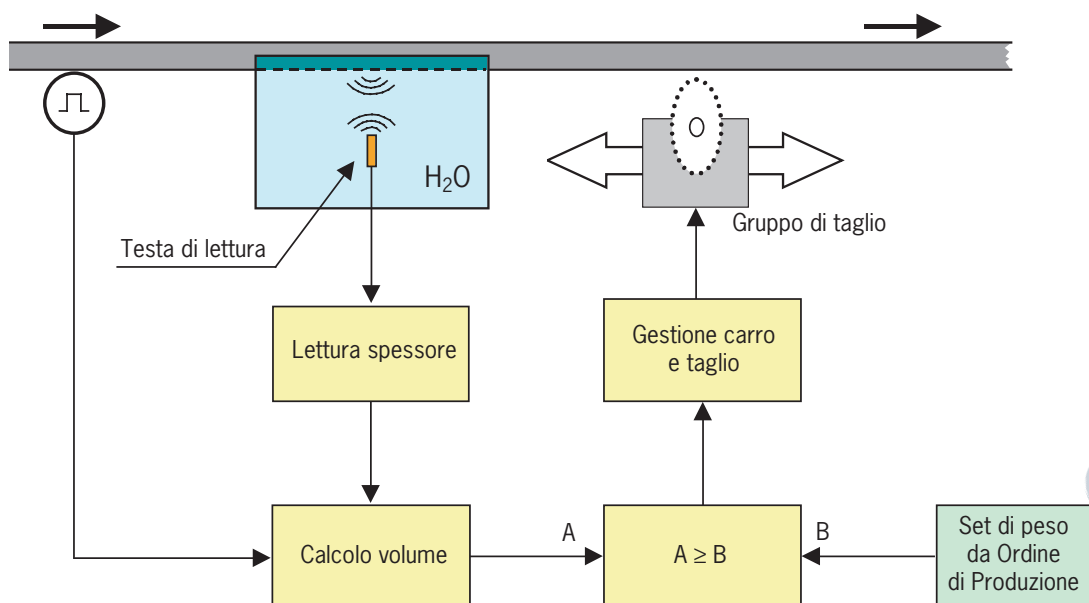 H₂O
Testa di lettura
Gruppo di taglio
Lettura spessore
Gestione carro
e taglio
Calcolo volume
A
A ≥ B
B
Set di peso
da Ordine
di Produzione